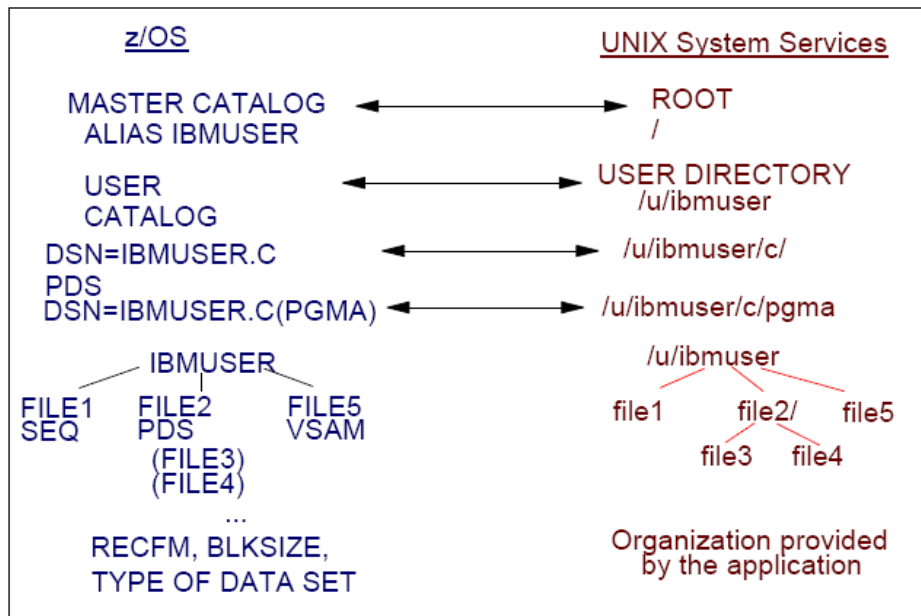 z/OS
MASTER CATALOG
ALIAS IBMUSER
USER
CATALOG
DSN=IBMUSER.C
PDS
DSN=IBMUSER.C(PGMA)
IBMUSER
FILE1
SEQ
FILE2
PDS
(FILE3)
(FILE4)
FILE5
VSAM
...
RECFM, BLKSIZE,
TYPE OF DATA SET
UNIX System Services
ROOT
/
USER DIRECTORY
/u/ibmuser
/u/ibmuser/c/
/u/ibmuser/c/pgma
/u/ibmuser
file1
file2/
file5
file3
file4
Organization provided
by the application